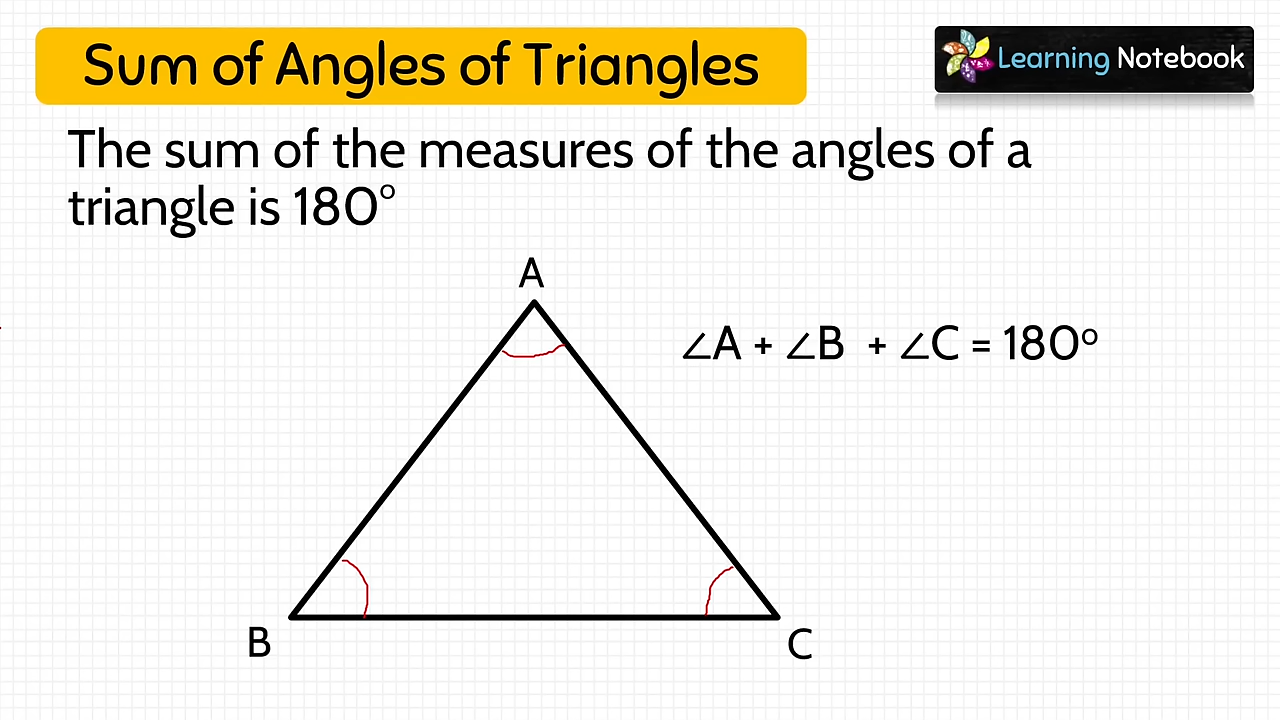 Sum of Angles of Triangles
Learning Notebook
The sum of the measures of the angles of a
triangle is 180°
A
∠A + ∠B + ∠C = 180°
B
C